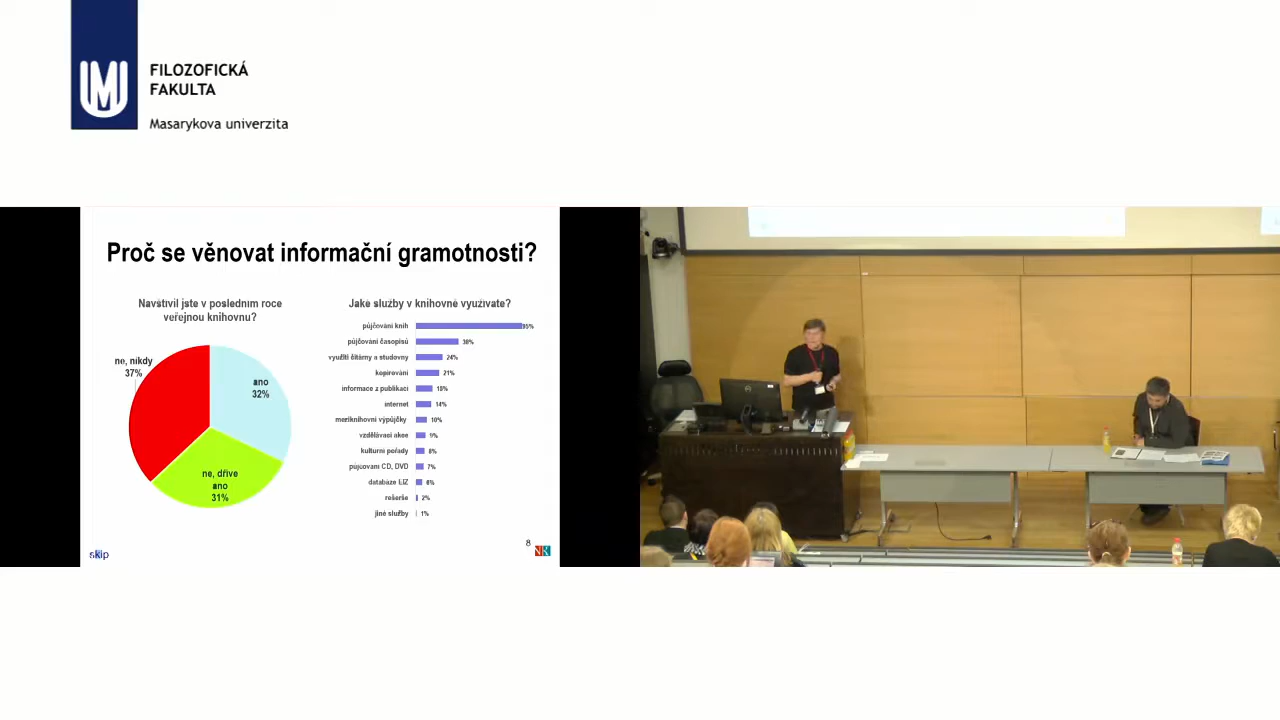 FILOZOFICKÁ
FAKULTA
Masarykova univerzita
Proč se věnovat informační gramotnosti?
Navštívil jste v posledním roce
veřejnou knihovnu?
ne, nikdy
37%
ano
32%
ne, dříve
ano
31%
Jaké služby v knihovně využíváte?
půjčování knih 95%
půjčování časopisů 38%
využití čítárny a studovny 24%
kopírování 21%
informace z publikací
internet 14%
meziknihovní výpůjčky 10%
vzdělávací akce 9%
kulturní pořady 8%
půjčování CD, DVD 7%
databáze EIZ 6%
rešerše 2%
jiné služby 1%
skip
8